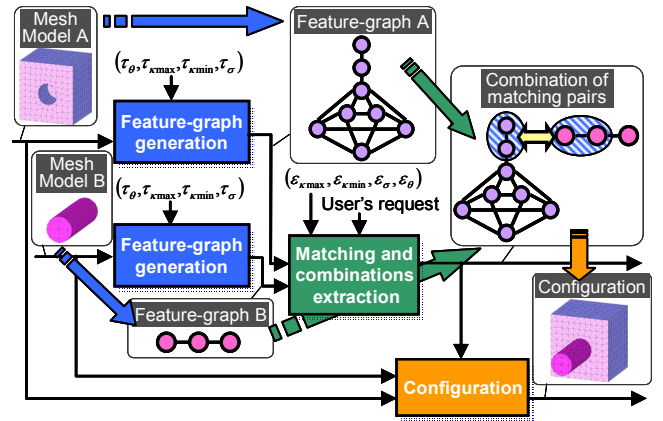 Mesh
Model A
Feature-graph A
(τθ,τκmax,τκmin,τσ)
Feature-graph
generation
Combination of
matching pairs
Mesh
Model B
(τθ,τκmax,τκmin,τσ)
(εκmax,εκmin,εσ,εθ)
User's request
Feature-graph
generation
Matching and
combinations
extraction
Feature-graph B
Configuration
Configuration